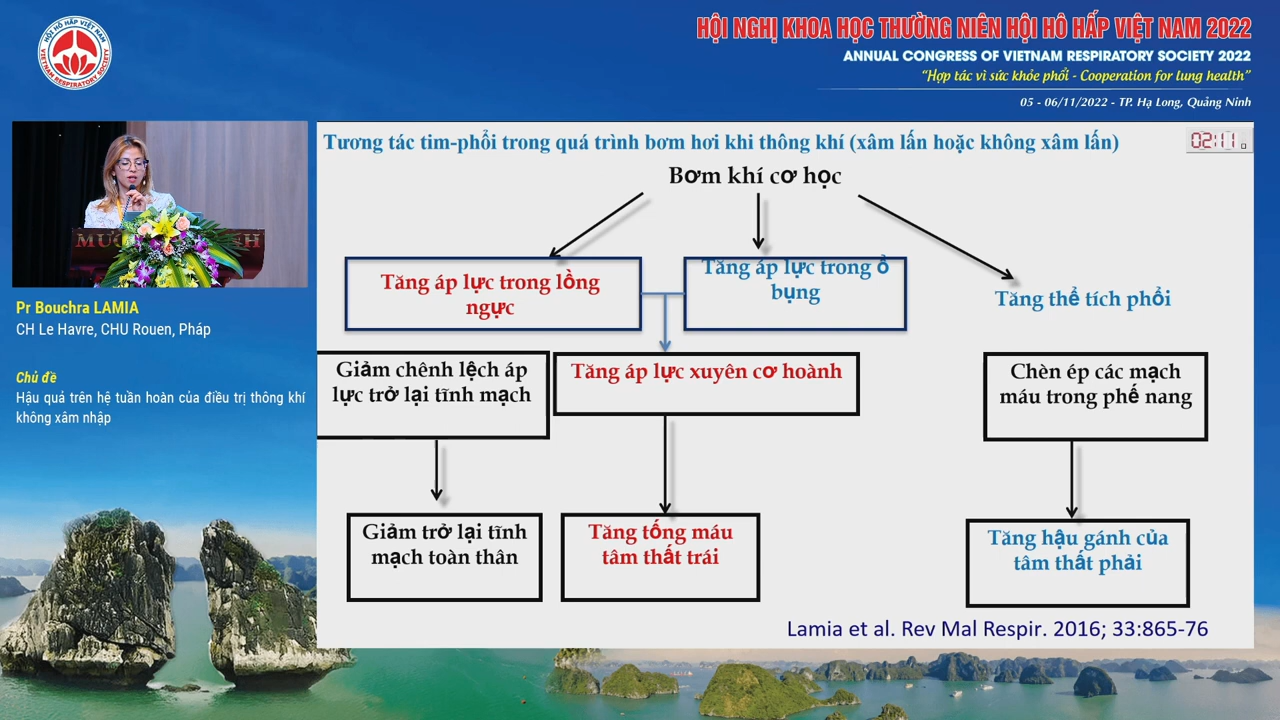 HỘI HÔ HẤP VIỆT NAM
VIETNAM RESPIRATORY SOCIETY
HỘI NGHỊ KHOA HỌC THƯỜNG NIÊN HỘI HÔ HẤP VIỆT NAM 2022
ANNUAL CONGRESS OF VIETNAM RESPIRATORY SOCIETY 2022
“Hợp tác vì sức khỏe phổi - Cooperation for lung health”
05 - 06/11/2022 - TP. Hạ Long, Quảng Ninh
Pr Bouchra LAMIA
CH Le Havre, CHU Rouen, Pháp
Chủ đề
Hậu quả trên hệ tuần hoàn của điều trị thông khí
không xâm nhập
Tương tác tim-phổi trong quá trình bơm hơi khi thông khí (xâm lấn hoặc không xâm lấn)
02:11
Bơm khí cơ học
Tăng áp lực trong lồng
ngực
Tăng áp lực trong ổ
bụng
Tăng thể tích phổi
Giảm chênh lệch áp
lực trở lại tĩnh mạch
Tăng áp lực xuyên cơ hoành
Chèn ép các mạch
máu trong phế nang
Giảm trở lại tĩnh
mạch toàn thân
Tăng tống máu
tâm thất trái
Tăng hậu gánh của
tâm thất phải
Lamia et al. Rev Mal Respir. 2016; 33:865-76